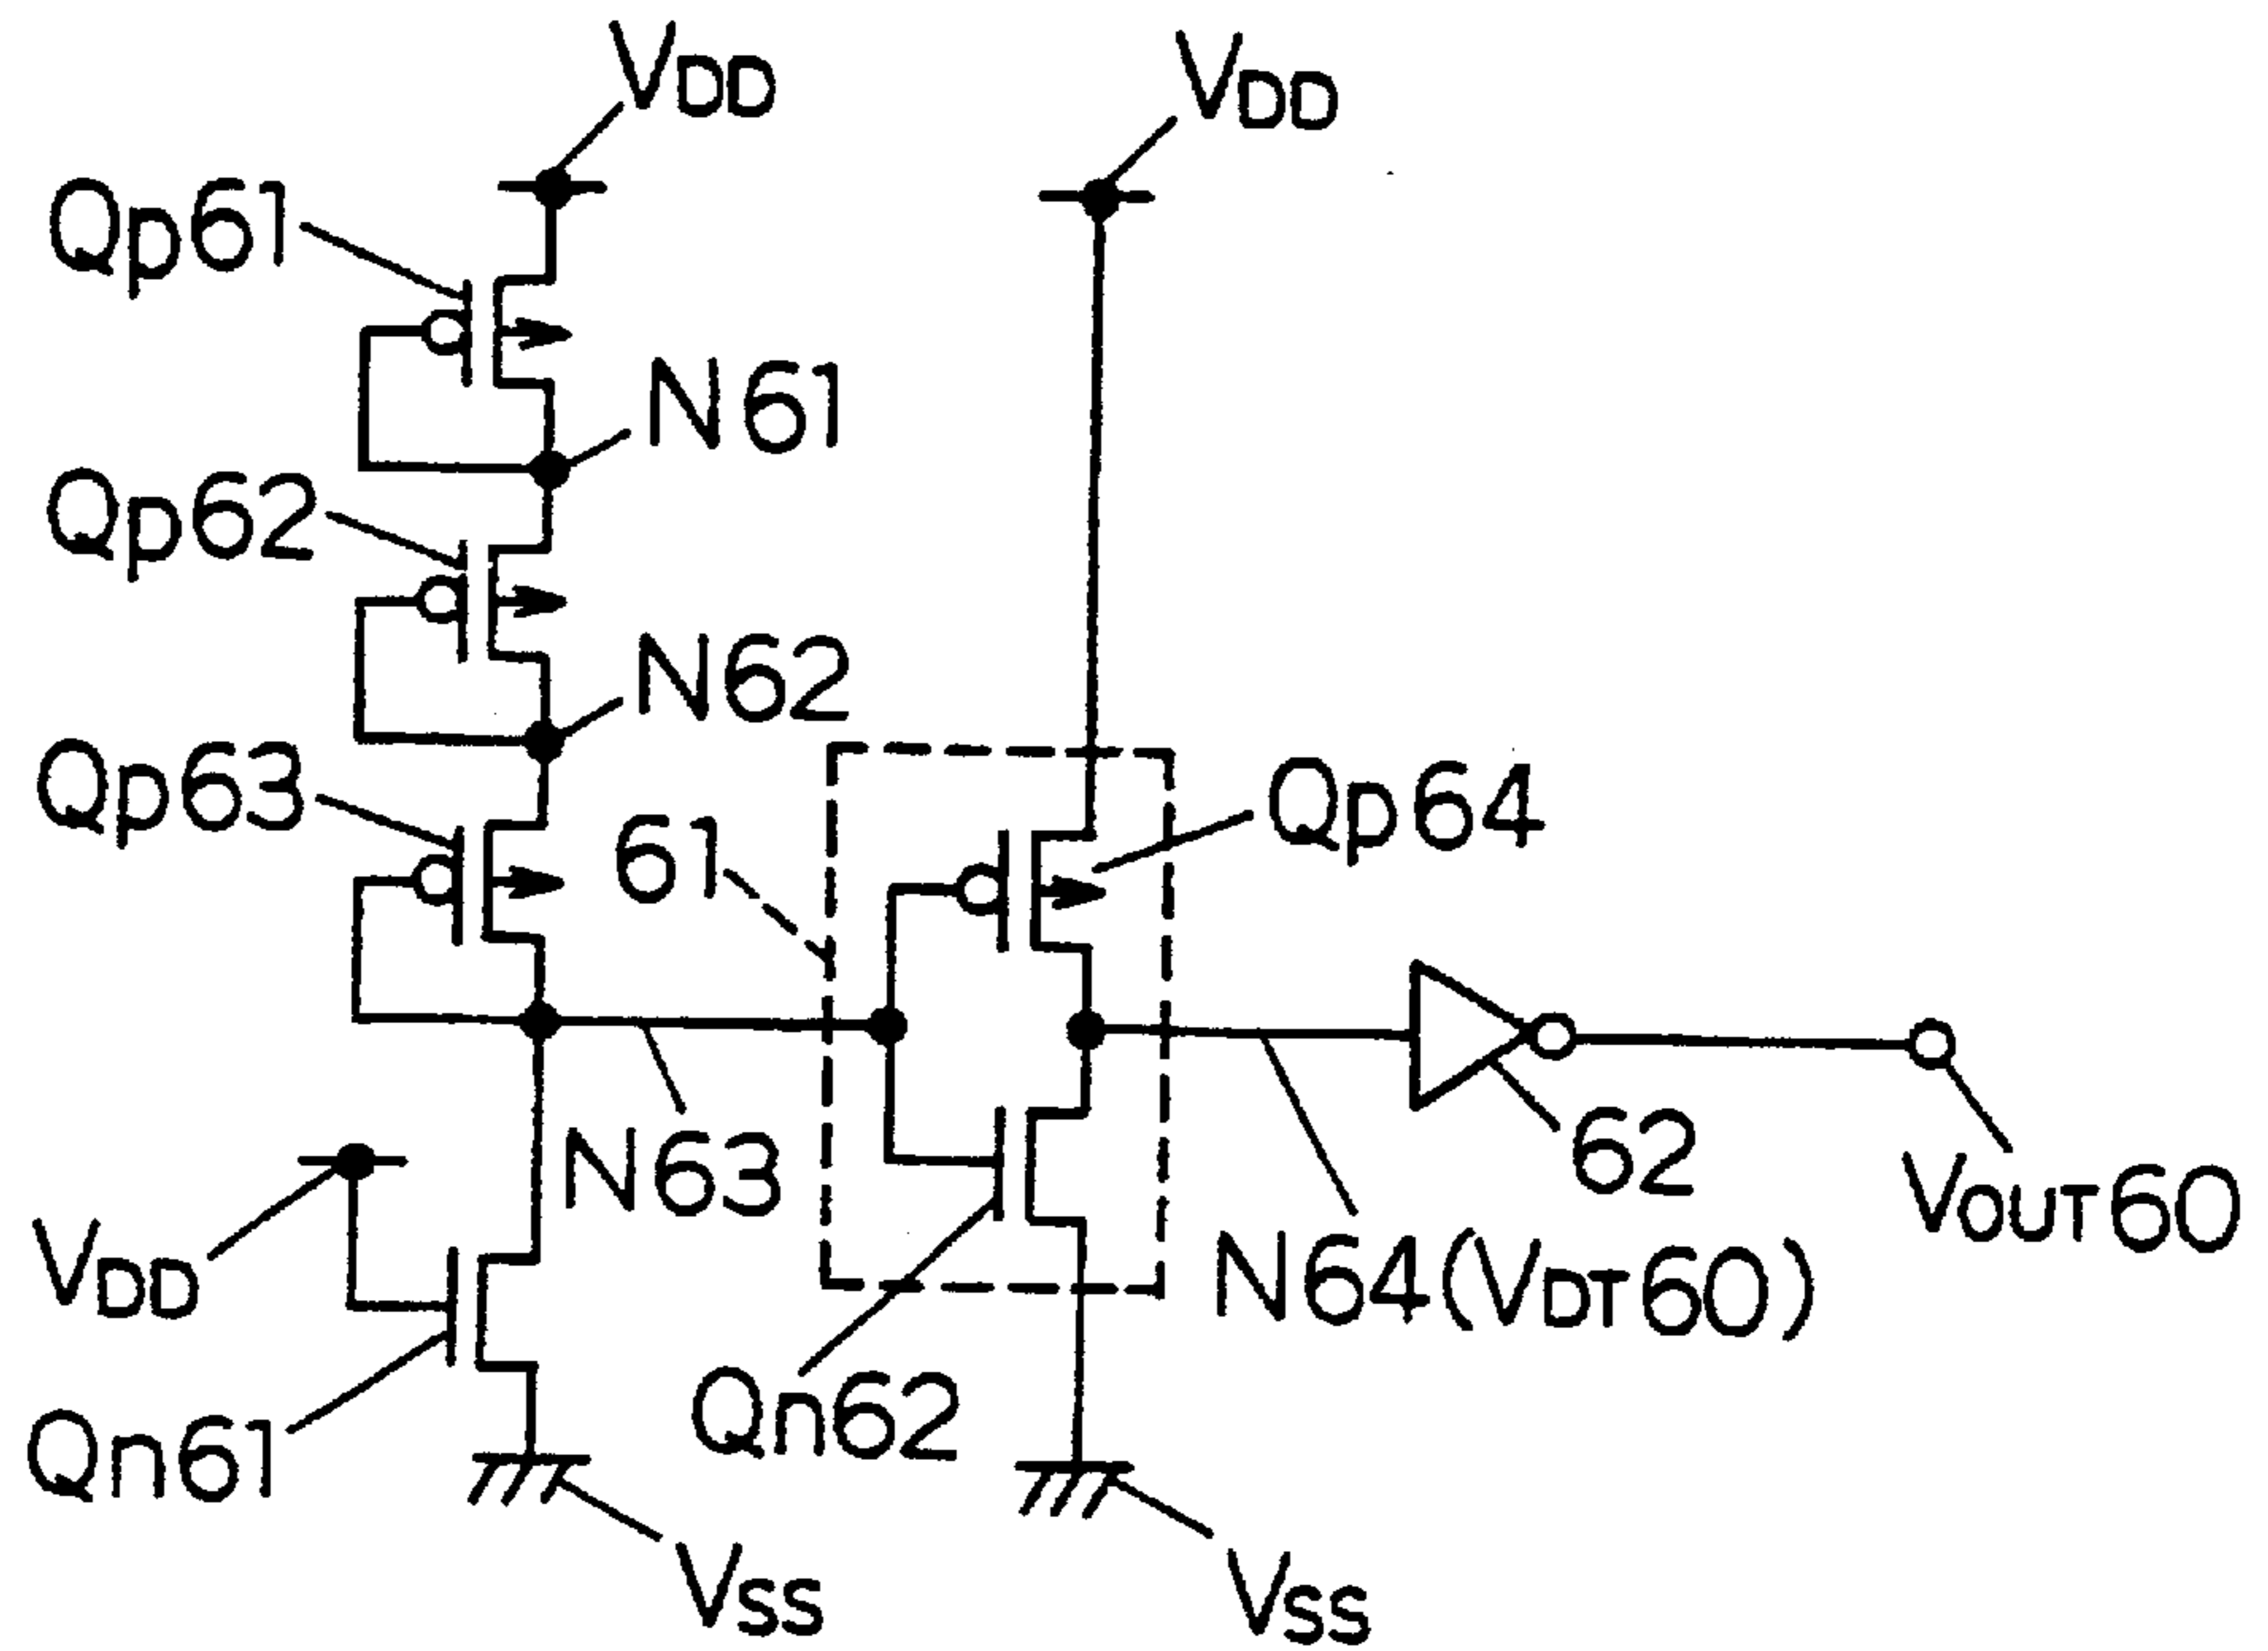 VDD
VDD
Qp61
N61
Qp62
N62
Qp63
Qp64
61
N63
62
VOUT60
VDD
N64(VDT60)
Qn62
Qn61
VSS
VSS